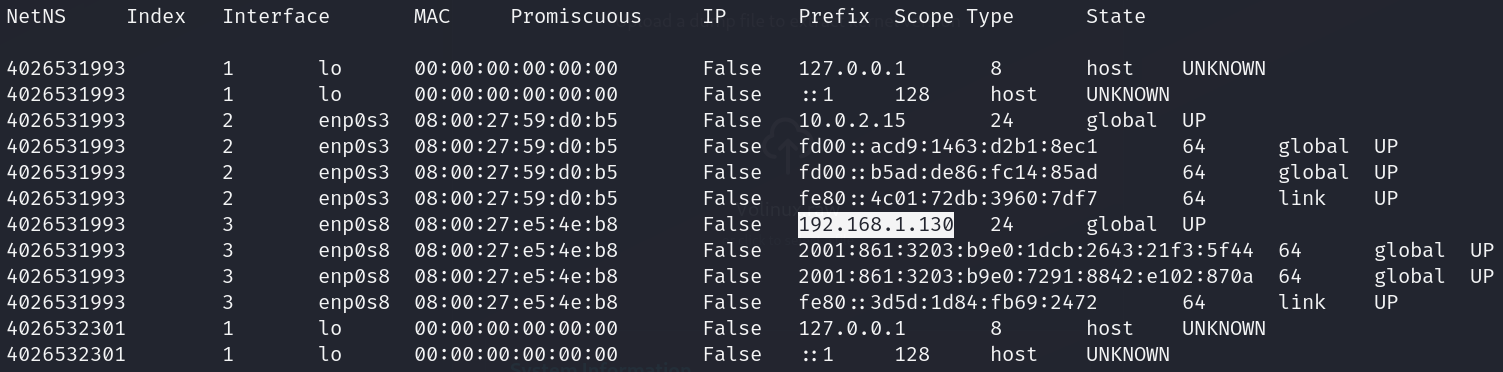 NetNS Index Interface MAC Promiscuous IP Prefix Scope Type State
4026531993 1 lo 00:00:00:00:00:00 False 127.0.0.1 8 host UNKNOWN
4026531993 1 lo 00:00:00:00:00:00 False ::1 128 host UNKNOWN
4026531993 2 enp0s3 08:00:27:59:d0:b5 False 10.0.2.15 24 global UP
4026531993 2 enp0s3 08:00:27:59:d0:b5 False fd00::acd9:1463:d2b1:8ec1 64 global UP
4026531993 2 enp0s3 08:00:27:59:d0:b5 False fd00::b5ad:de86:fc14:85ad 64 global UP
4026531993 2 enp0s3 08:00:27:59:d0:b5 False fe80::4c01:72db:3960:7df7 64 link UP
4026531993 3 enp0s8 08:00:27:e5:4e:b8 False 192.168.1.130 24 global UP
4026531993 3 enp0s8 08:00:27:e5:4e:b8 False 2001:861:3203:b9e0:1dcb:2643:21f3:5f44 64 global UP
4026531993 3 enp0s8 08:00:27:e5:4e:b8 False 2001:861:3203:b9e0:7291:8842:e102:870a 64 global UP
4026531993 3 enp0s8 08:00:27:e5:4e:b8 False fe80::3d5d:1d84:fb69:2472 64 link UP
4026532301 1 lo 00:00:00:00:00:00 False 127.0.0.1 8 host UNKNOWN
4026532301 1 lo 00:00:00:00:00:00 False ::1 128 host UNKNOWN
System Information